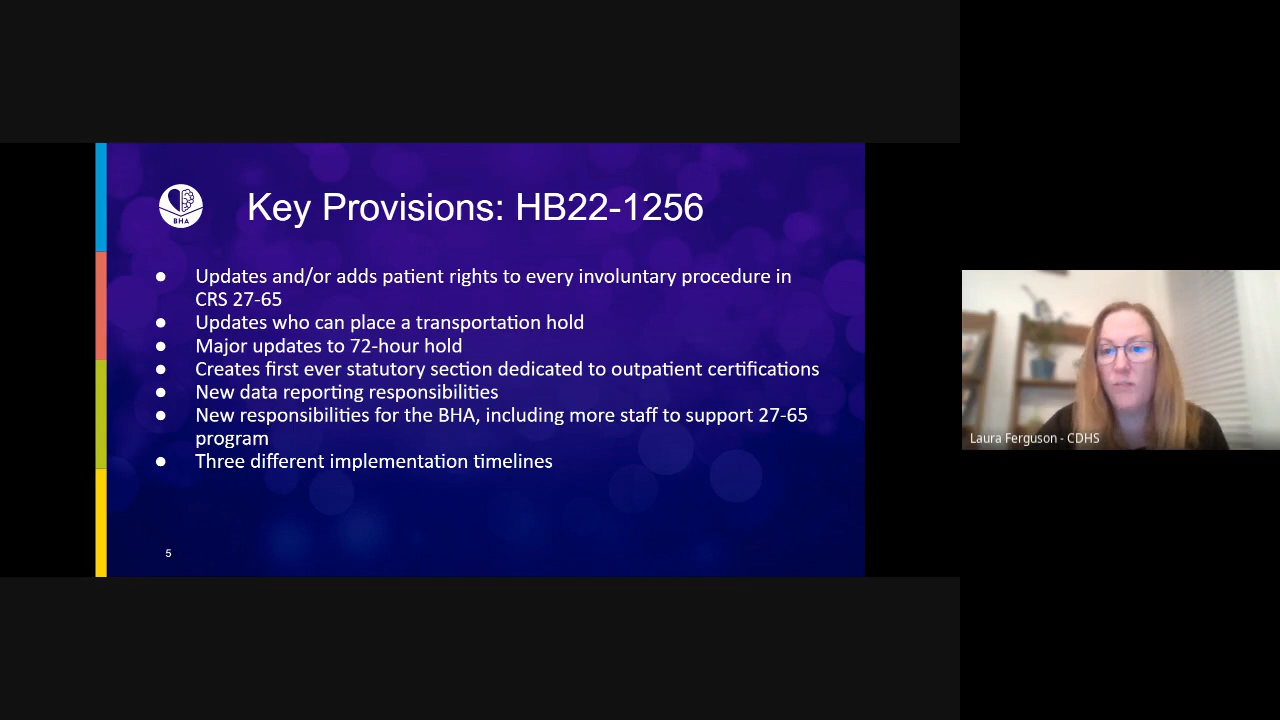 BHA
Key Provisions: HB22-1256
● Updates and/or adds patient rights to every involuntary procedure in
CRS 27-65
● Updates who can place a transportation hold
● Major updates to 72-hour hold
● Creates first ever statutory section dedicated to outpatient certifications
● New data reporting responsibilities
● New responsibilities for the BHA, including more staff to support 27-65
program
● Three different implementation timelines
5
Laura Ferguson - CDHS